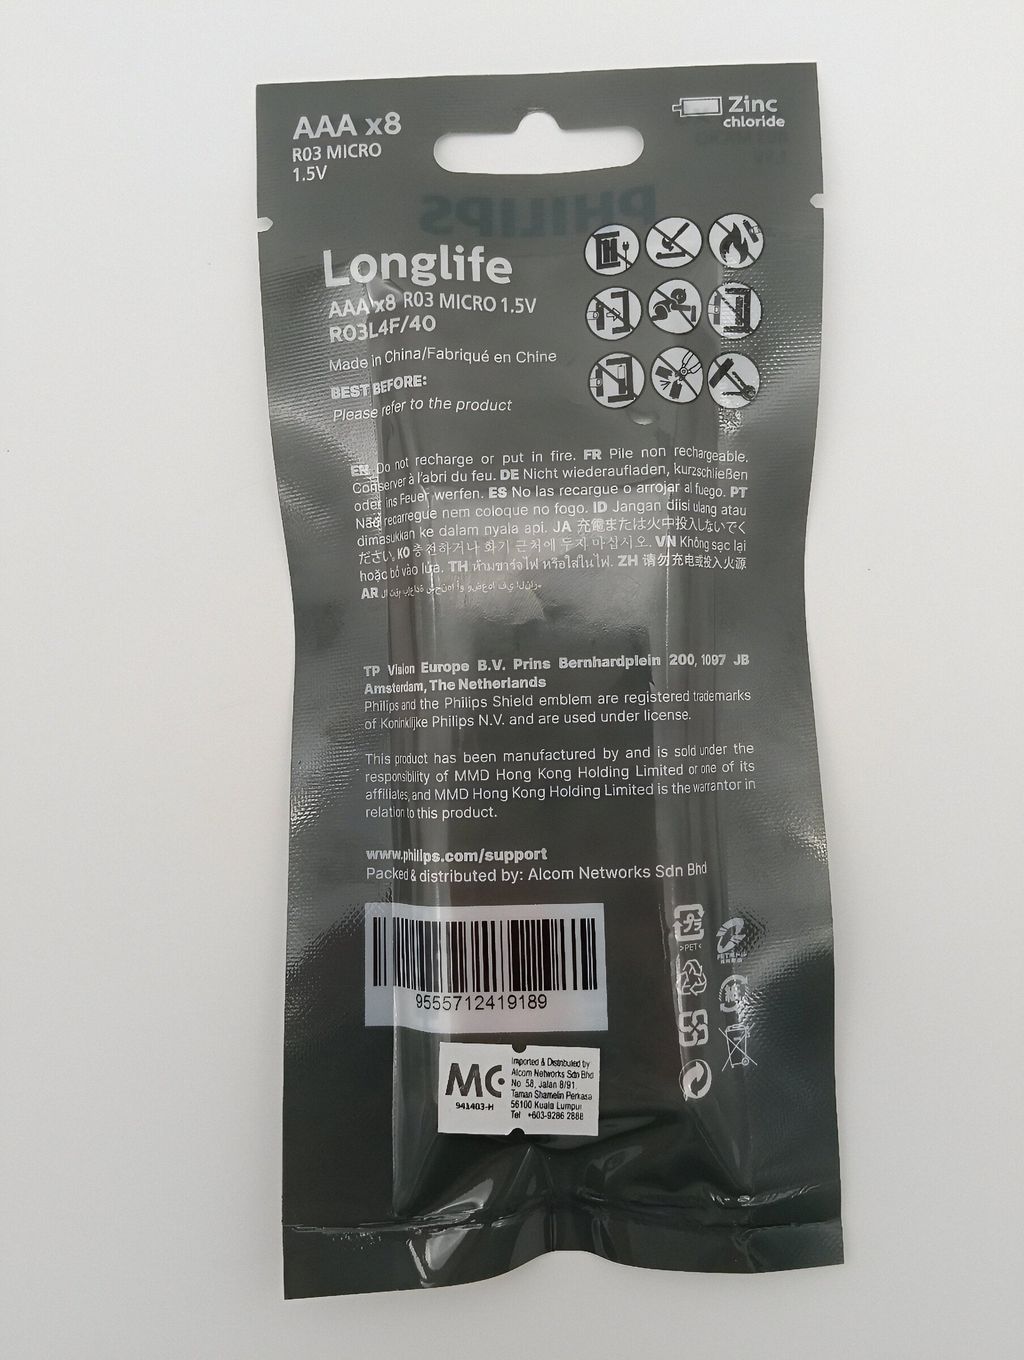 AAA x8
R03 MICRO
1.5V
Zinc
chloride
PHILIPS
Longlife
AAA x8 R03 MICRO 1.5V
R03L4F/40
Made in China/Fabriqué en Chine
BEST BEFORE:
Please refer to the product
EN Do not recharge or put in fire. FR Pile non rechargeable.
Conserver à l'abri du feu. DE Nicht wiederaufladen, kurzschließen
oder ins Feuer werfen. ES No las recargue o arrojar al fuego. PT
Não recarregue nem coloque no fogo. ID Jangan diisi ulang atau
dimasukkan ke dalam nyala api. JA 充電または火中投入しないでく
ださい. KO 충전하거나 화기 근처에 두지 마십시오. VN Không sạc lại
hoặc bỏ vào lửa. TH ห้ามชาร์จไฟ หรือใส่ในไฟ. ZH 请勿充电或投入火源
AR
TP Vision Europe B.V. Prins Bernhardplein 200, 1097 JB
Amsterdam, The Netherlands
Philips and the Philips Shield emblem are registered trademarks
of Koninklijke Philips N.V. and are used under license.
This product has been manufactured by and is sold under the
responsibility of MMD Hong Kong Holding Limited or one of its
affiliates, and MMD Hong Kong Holding Limited is the warrantor in
relation to this product.
www.philips.com/support
Packed & distributed by: Alcom Networks Sdn Bhd
9555712419189
>PET<
MC
941403-H
Imported & Distributed by
Alcom Networks Sdn Bhd
No 58, Jalan 8/91,
Taman Shamelin Perkasa
56100 Kuala Lumpur
Tel +603-9286 2888